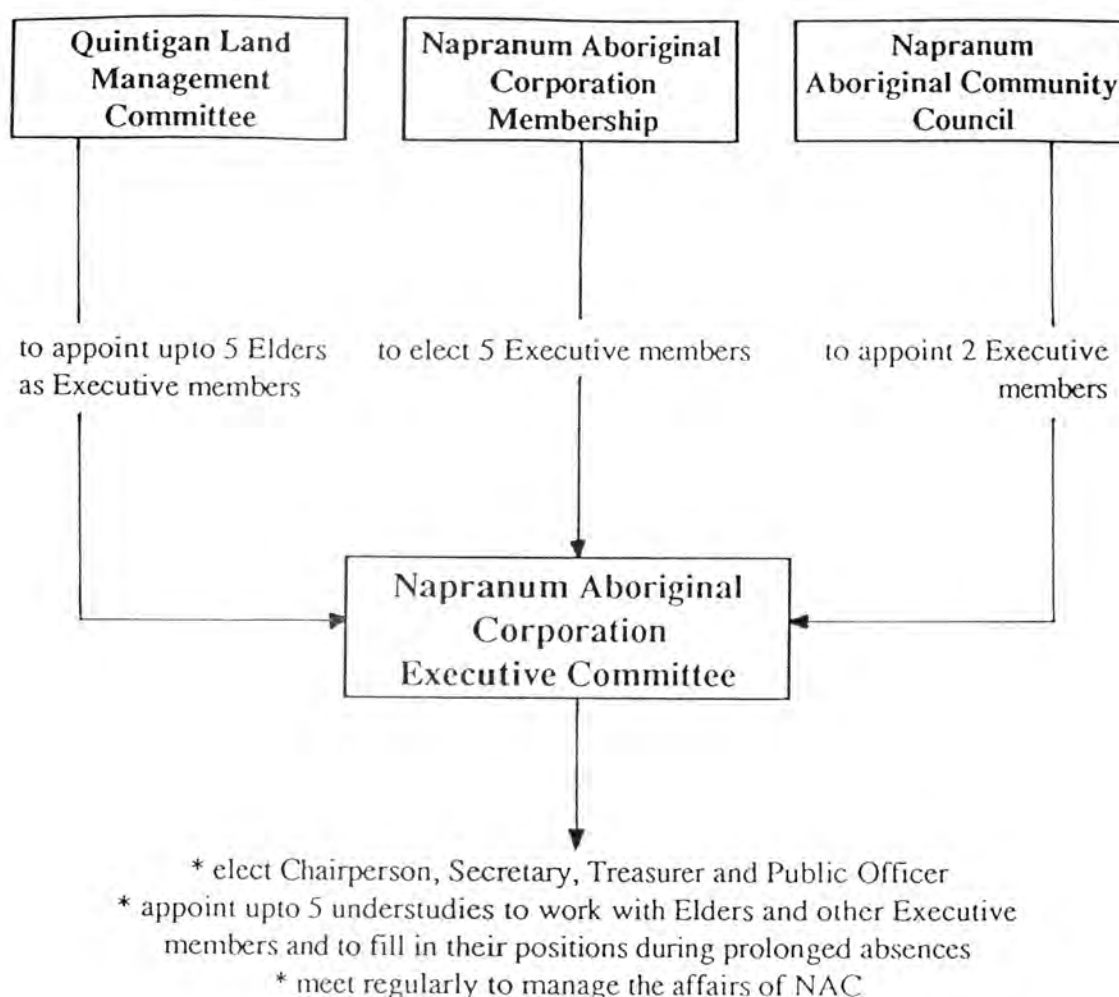 Quintigan Land
Management
Committee
Napranum Aboriginal
Corporation
Membership
Napranum
Aboriginal Community
Council
to appoint upto 5 Elders
as Executive members
to elect 5 Executive members
to appoint 2 Executive
members
Napranum Aboriginal
Corporation
Executive Committee
* elect Chairperson, Secretary, Treasurer and Public Officer
* appoint upto 5 understudies to work with Elders and other Executive
members and to fill in their positions during prolonged absences
* meet regularly to manage the affairs of NAC